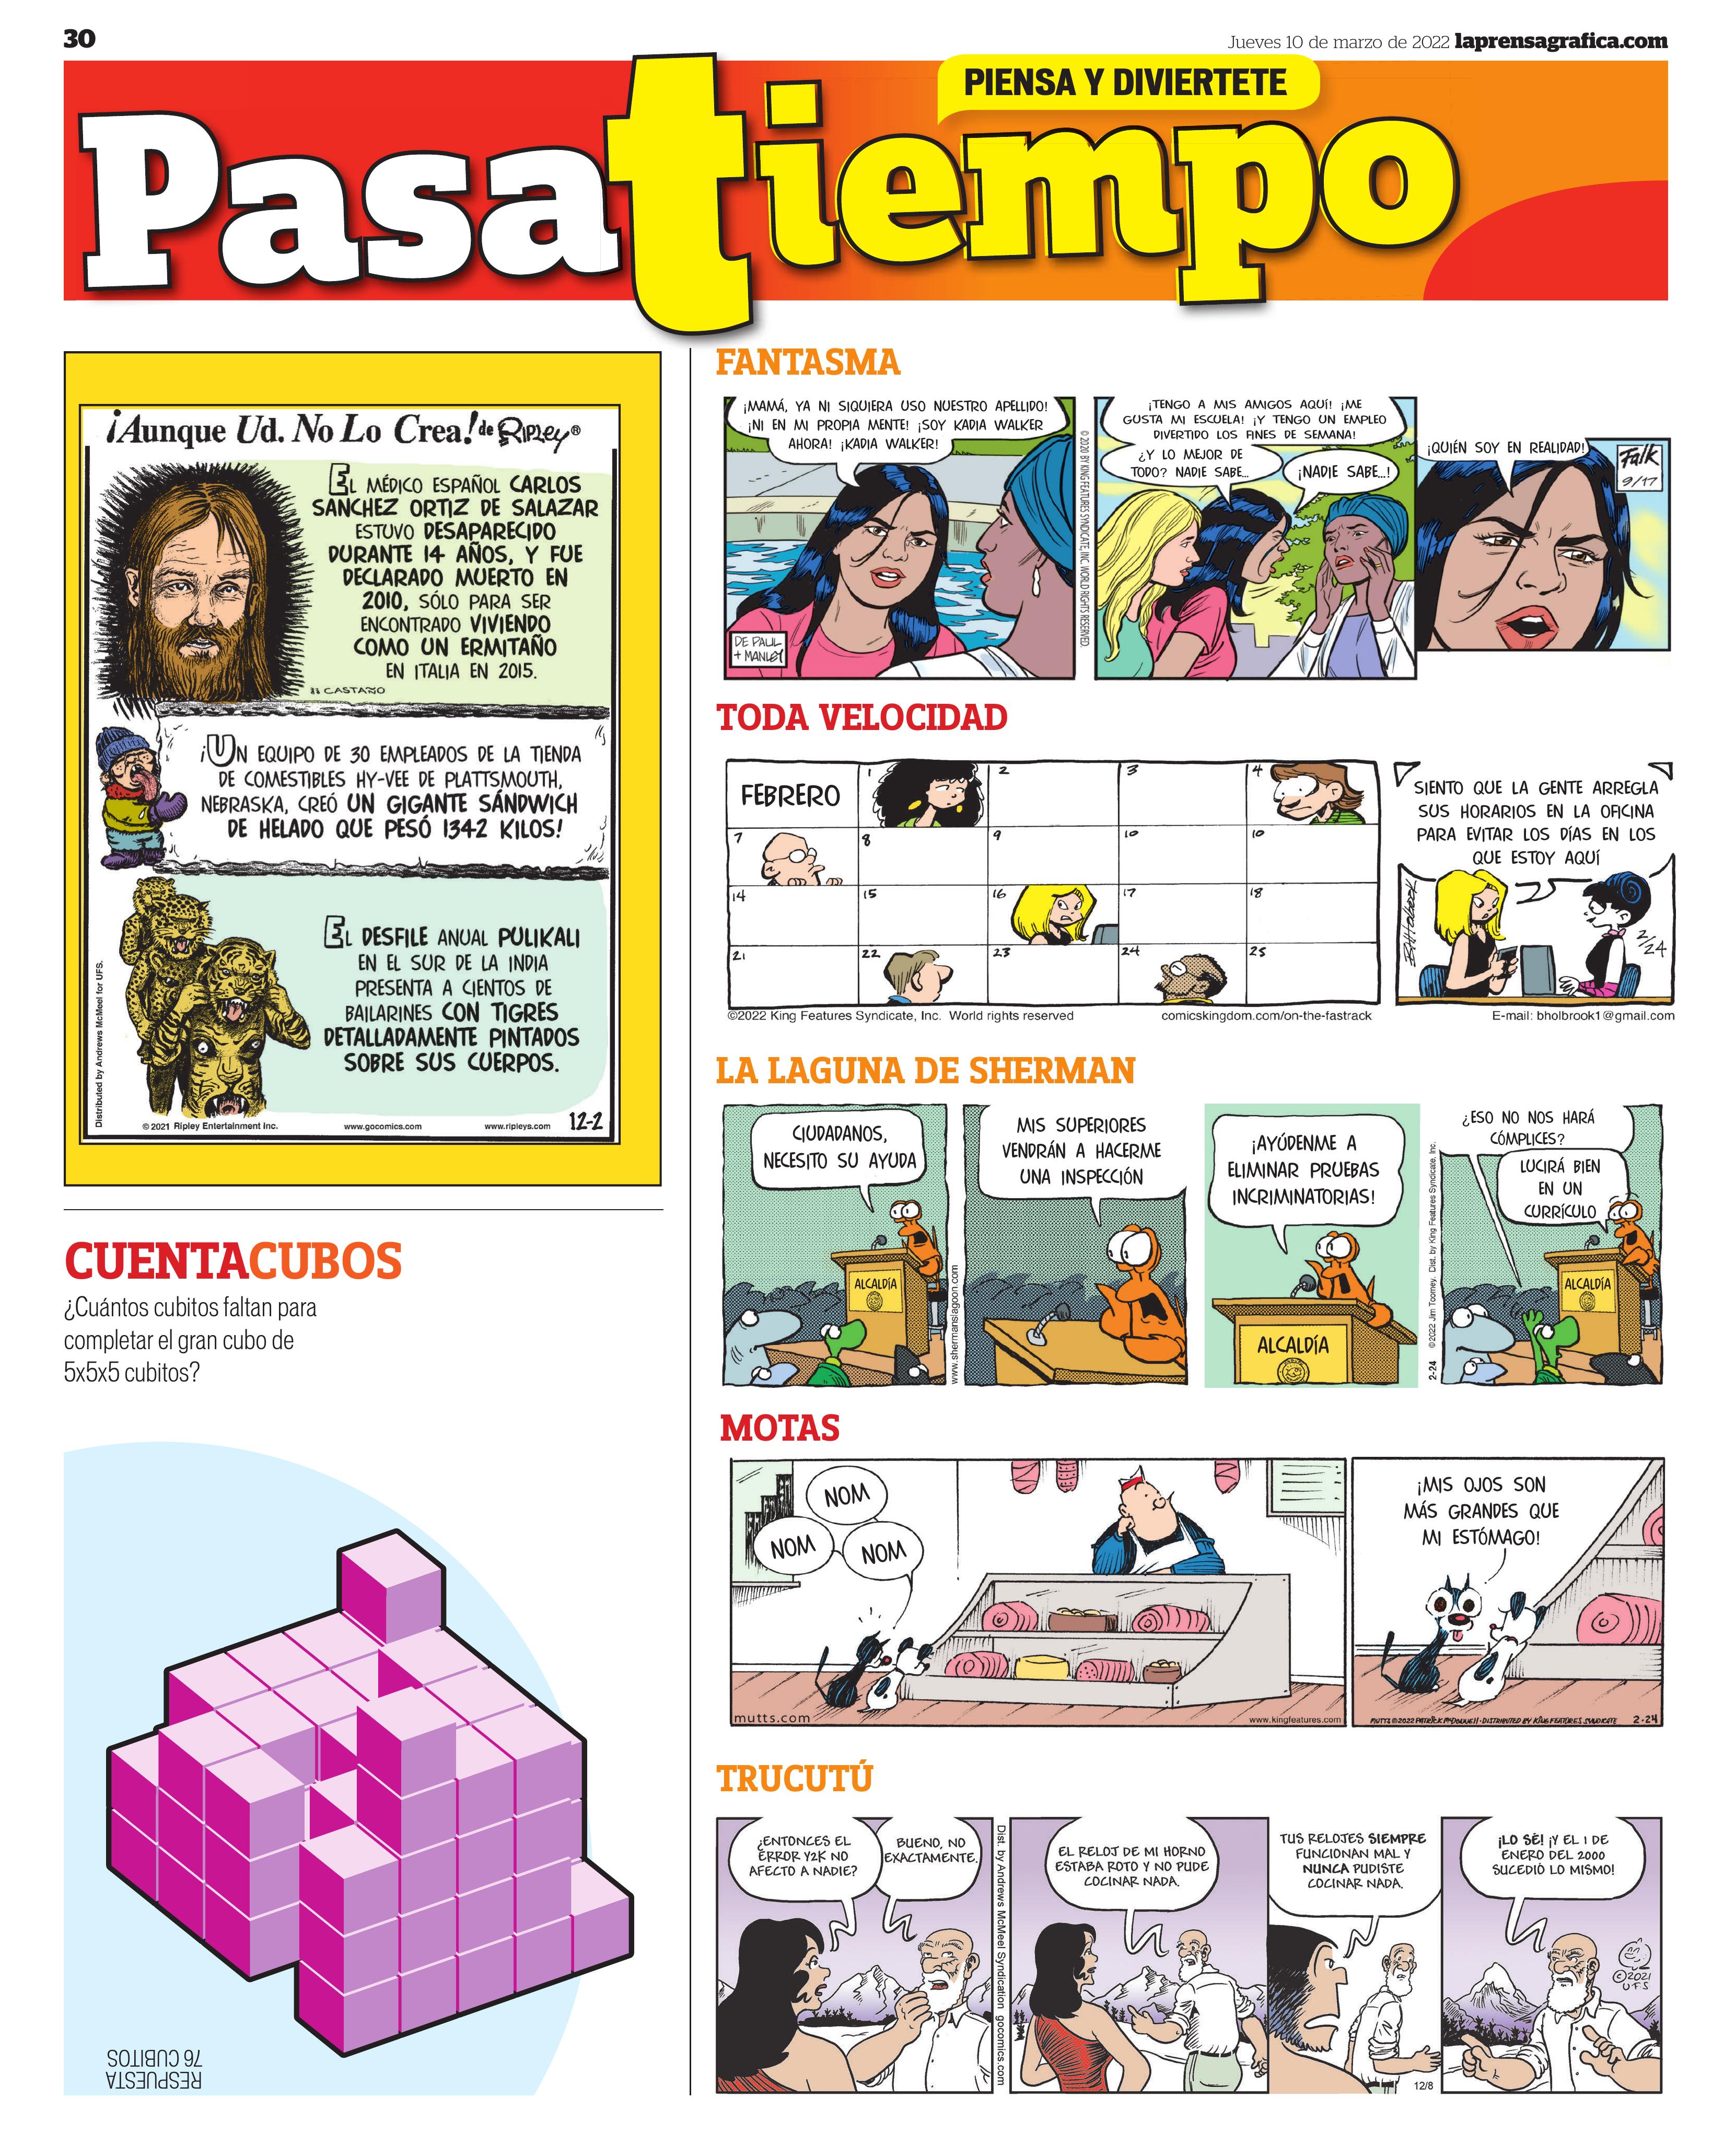 30
Jueves 10 de marzo de 2022 laprensagrafica.com
PIENSA Y DIVIERTETE
Pasatiempo
¡Aunque Ud. No Lo Crea! de Ripley®
EL MÉDICO ESPAÑOL CARLOS
SANCHEZ ORTIZ DE SALAZAR
ESTUVO DESAPARECIDO
DURANTE 14 AÑOS, Y FUE
DECLARADO MUERTO EN
2010, SÓLO PARA SER
ENCONTRADO VIVIENDO
COMO UN ERMITAÑO
EN ITALIA EN 2015.
CASTAÑO
¡UN EQUIPO DE 30 EMPLEADOS DE LA TIENDA
DE COMESTIBLES HY-VEE DE PLATTSMOUTH,
NEBRASKA, CREÓ UN GIGANTE SÁNDWICH
DE HELADO QUE PESÓ 1342 KILOS!
EL DESFILE ANUAL PULIKALI
EN EL SUR DE LA INDIA
PRESENTA A CIENTOS DE
BAILARINES CON TIGRES
DETALLADAMENTE PINTADOS
SOBRE SUS CUERPOS.
Distributed by Andrews McMeel for UFS.
© 2021 Ripley Entertainment Inc.
www.gocomics.com
www.ripleys.com
12-2
CUENTACUBOS
¿Cuántos cubitos faltan para
completar el gran cubo de
5x5x5 cubitos?
RESPUESTA
76 CUBITOS
FANTASMA
¡MAMÁ, YA NI SIQUIERA USO NUESTRO APELLIDO!
¡NI EN MI PROPIA MENTE! ¡SOY KADIA WALKER
AHORA! ¡KADIA WALKER!
DE PAUL
+ MANLEY
© 2020 BY KING FEATURES SYNDICATE, INC. WORLD RIGHTS RESERVED.
¡TENGO A MIS AMIGOS AQUÍ! ¡ME
GUSTA MI ESCUELA! ¡Y TENGO UN EMPLEO
DIVERTIDO LOS FINES DE SEMANA!
¿Y LO MEJOR DE
TODO? NADIE SABE...
¡NADIE SABE...!
¡QUIÉN SOY EN REALIDAD!
Falk
9/17
TODA VELOCIDAD
FEBRERO
1
2
3
4
7
8
9
10
10
14
15
16
17
18
21
22
23
24
25
SIENTO QUE LA GENTE ARREGLA
SUS HORARIOS EN LA OFICINA
PARA EVITAR LOS DÍAS EN LOS
QUE ESTOY AQUÍ
BILL Holbrook
2/24
©2022 King Features Syndicate, Inc. World rights reserved
comicskingdom.com/on-the-fastrack
E-mail: bholbrook1@gmail.com
LA LAGUNA DE SHERMAN
CIUDADANOS,
NECESITO SU AYUDA
ALCALDÍA
www.shermanslagoon.com
MIS SUPERIORES
VENDRÁN A HACERME
UNA INSPECCIÓN
¡AYÚDENME A
ELIMINAR PRUEBAS
INCRIMINATORIAS!
ALCALDÍA
2-24 ©2022 Jim Toomey. Dist. by King Features Syndicate, Inc.
¿ESO NO NOS HARÁ
CÓMPLICES?
LUCIRÁ BIEN
EN UN
CURRÍCULO
ALCALDÍA
MOTAS
NOM
NOM
NOM
mutts.com
www.kingfeatures.com
¡MIS OJOS SON
MÁS GRANDES QUE
MI ESTÓMAGO!
MUTTS ©2022 PATRICK McDONNELL·DISTRIBUTED BY KING FEATURES SYNDICATE 2·24
TRUCUTÚ
¿ENTONCES EL
ERROR Y2K NO
AFECTO A NADIE?
BUENO, NO
EXACTAMENTE.
Dist. by Andrews McMeel Syndication gocomics.com
EL RELOJ DE MI HORNO
ESTABA ROTO Y NO PUDE
COCINAR NADA.
TUS RELOJES SIEMPRE
FUNCIONAN MAL Y
NUNCA PUDISTE
COCINAR NADA.
12/8
¡LO SÉ! ¡Y EL 1 DE
ENERO DEL 2000
SUCEDIÓ LO MISMO!
©2021
UFS